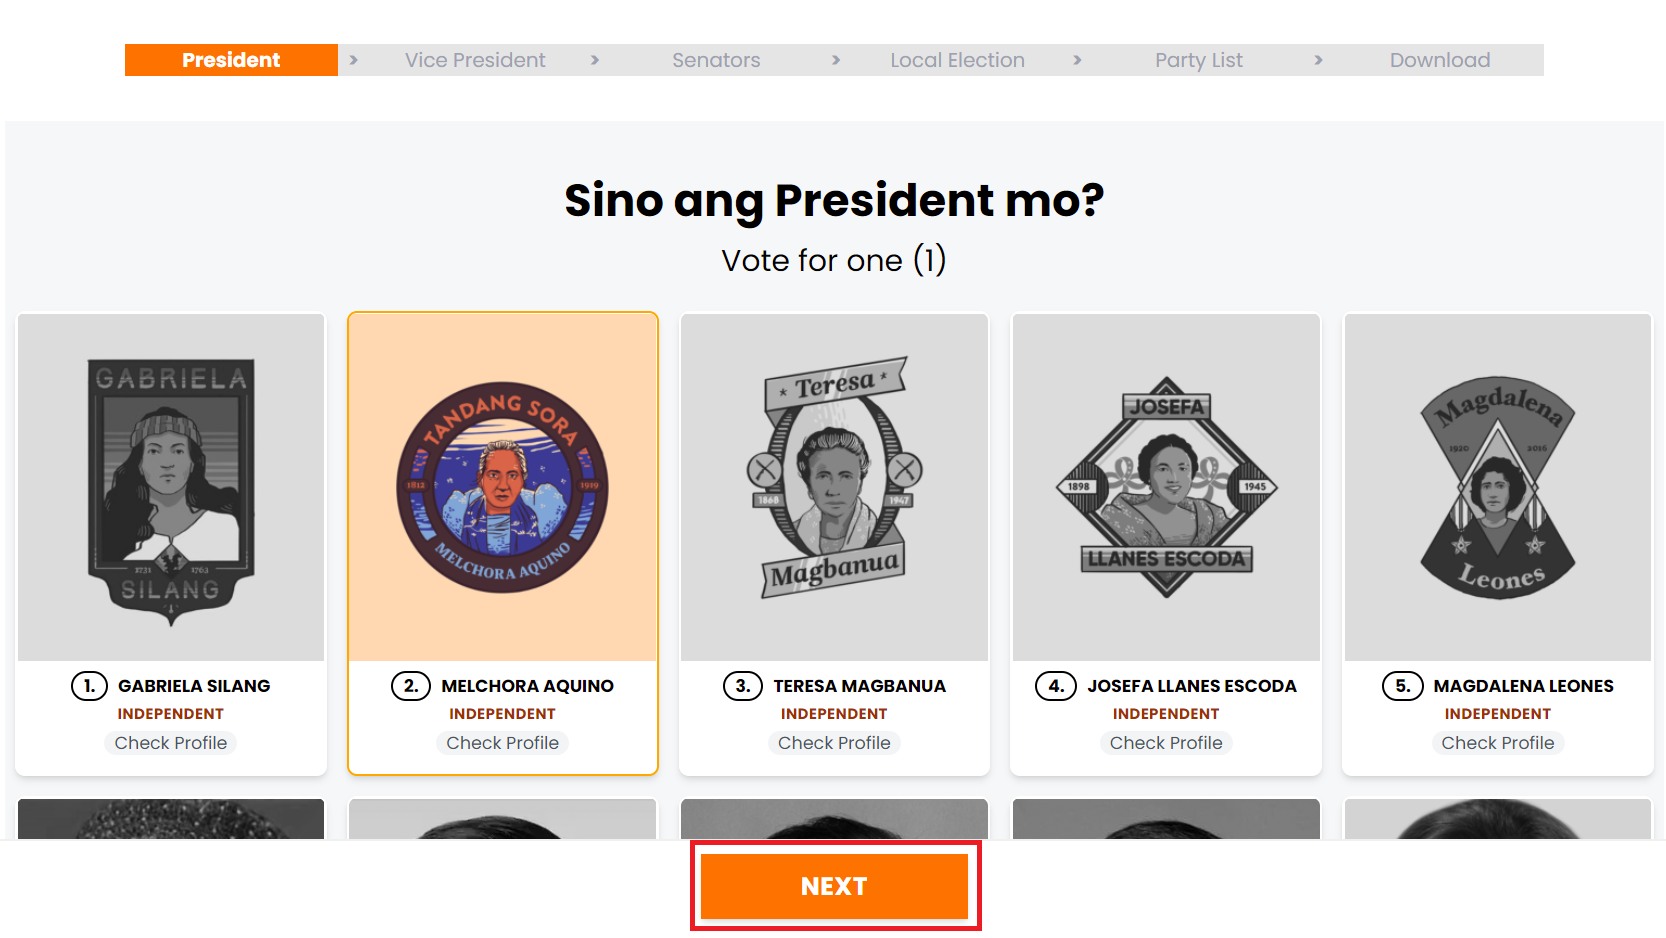 President > Vice President > Senators > Local Election > Party List > Download
Sino ang President mo?
Vote for one (1)
GABRIELA
1731 1763
SILANG
TANDANG SORA
1812 1919
MELCHORA AQUINO
* Teresa *
1868 1947
Magbanua
JOSEFA
1898 1945
LLANES ESCODA
Magdalena
1920 2016
Leones
1. GABRIELA SILANG
INDEPENDENT
Check Profile
2. MELCHORA AQUINO
INDEPENDENT
Check Profile
3. TERESA MAGBANUA
INDEPENDENT
Check Profile
4. JOSEFA LLANES ESCODA
INDEPENDENT
Check Profile
5. MAGDALENA LEONES
INDEPENDENT
Check Profile
NEXT